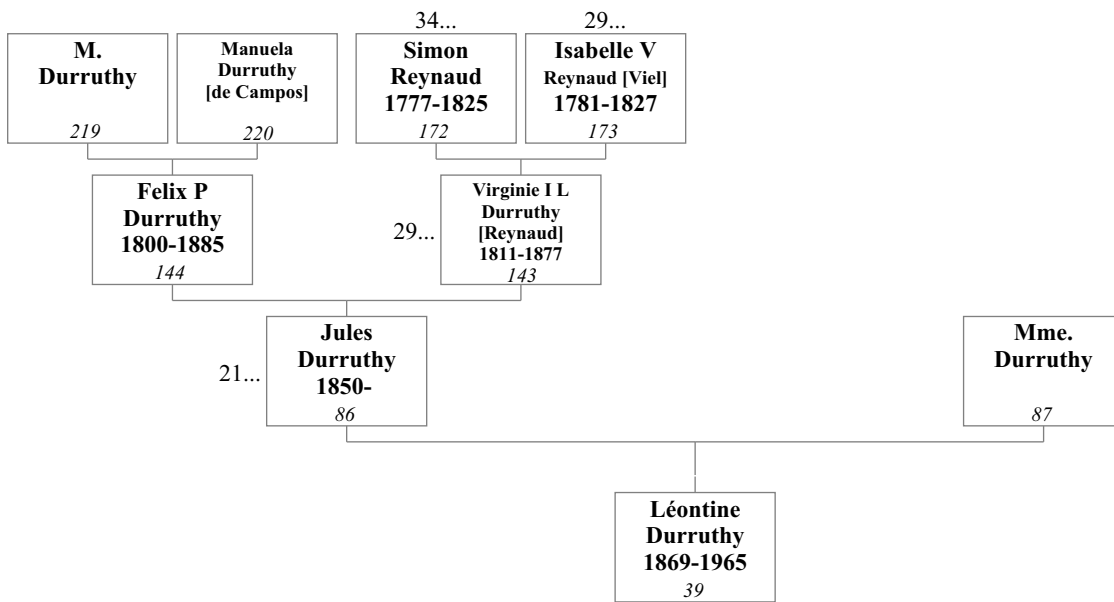 34...
29...
M.
Durruthy
219
Manuela
Durruthy
[de Campos]
220
Simon
Reynaud
1777-1825
172
Isabelle V
Reynaud [Viel]
1781-1827
173
Felix P
Durruthy
1800-1885
144
29...
Virginie I L
Durruthy
[Reynaud]
1811-1877
143
21...
Jules
Durruthy
1850-
86
Mme.
Durruthy
87
Léontine
Durruthy
1869-1965
39